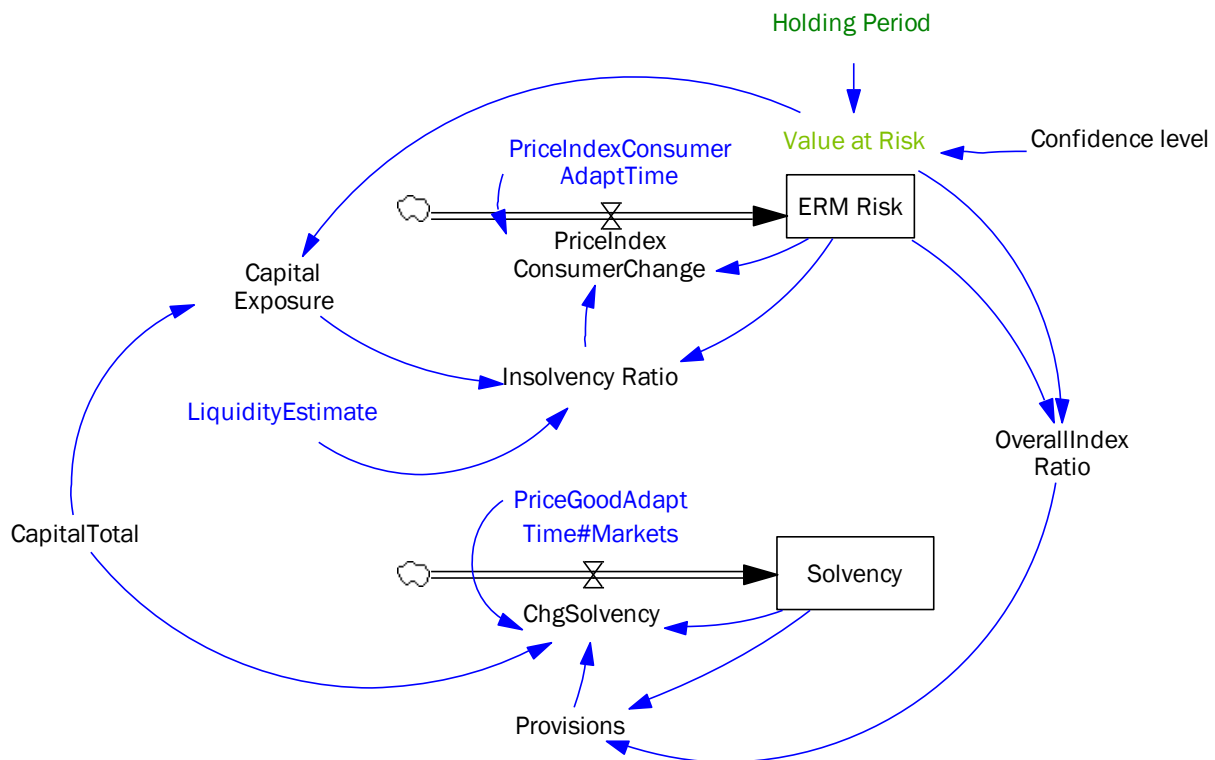 Holding Period
Value at Risk
Confidence level
PriceIndexConsumer
AdaptTime
ERM Risk
PriceIndex
ConsumerChange
Capital
Exposure
Insolvency Ratio
LiquidityEstimate
OverallIndex
Ratio
PriceGoodAdapt
Time#Markets
CapitalTotal
Solvency
ChgSolvency
Provisions